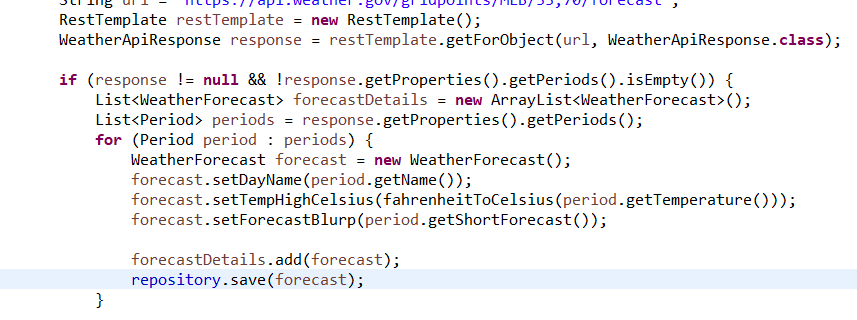 String url = "https://api.weather.gov/gridpoints/MLB/33,70/forecast";
RestTemplate restTemplate = new RestTemplate();
WeatherApiResponse response = restTemplate.getForObject(url, WeatherApiResponse.class);
if (response != null && !response.getProperties().getPeriods().isEmpty()) {
List<WeatherForecast> forecastDetails = new ArrayList<WeatherForecast>();
List<Period> periods = response.getProperties().getPeriods();
for (Period period : periods) {
WeatherForecast forecast = new WeatherForecast();
forecast.setDayName(period.getName());
forecast.setTempHighCelsius(fahrenheitToCelsius(period.getTemperature()));
forecast.setForecastBlurp(period.getShortForecast());
forecastDetails.add(forecast);
repository.save(forecast);
}